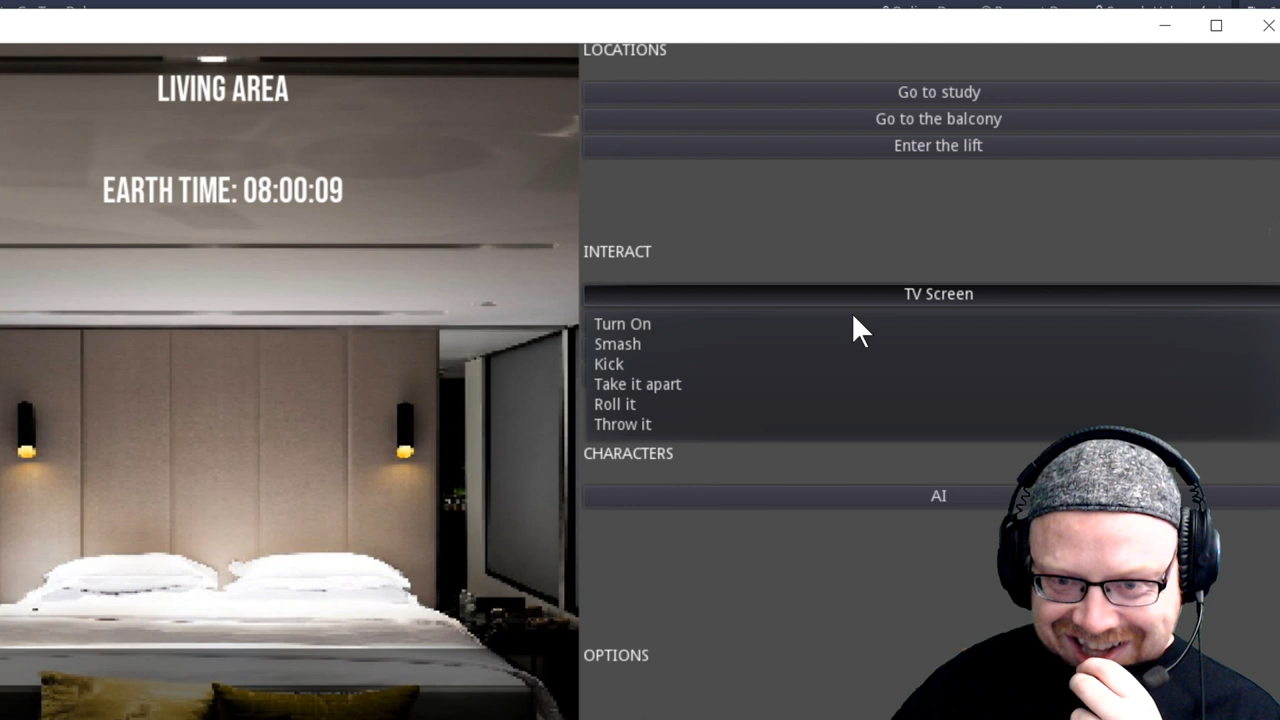 LIVING AREA
EARTH TIME: 08:00:09
LOCATIONS
Go to study
Go to the balcony
Enter the lift
INTERACT
TV Screen
Turn On
Smash
Kick
Take it apart
Roll it
Throw it
CHARACTERS
AI
OPTIONS